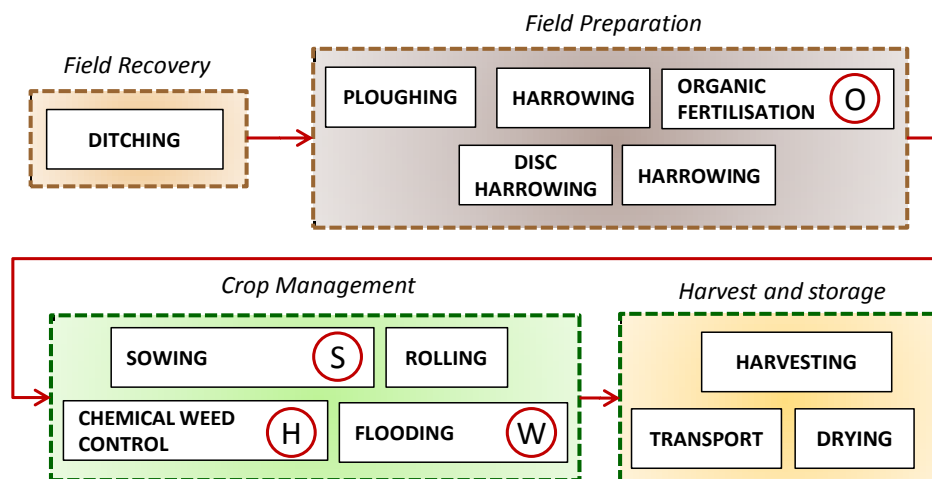 Field Preparation
Field Recovery
PLOUGHING
HARROWING
ORGANIC
FERTILISATION
O
DITCHING
DISC
HARROWING
HARROWING
Crop Management
Harvest and storage
SOWING
S
ROLLING
HARVESTING
CHEMICAL WEED
CONTROL
H
FLOODING
W
TRANSPORT
DRYING